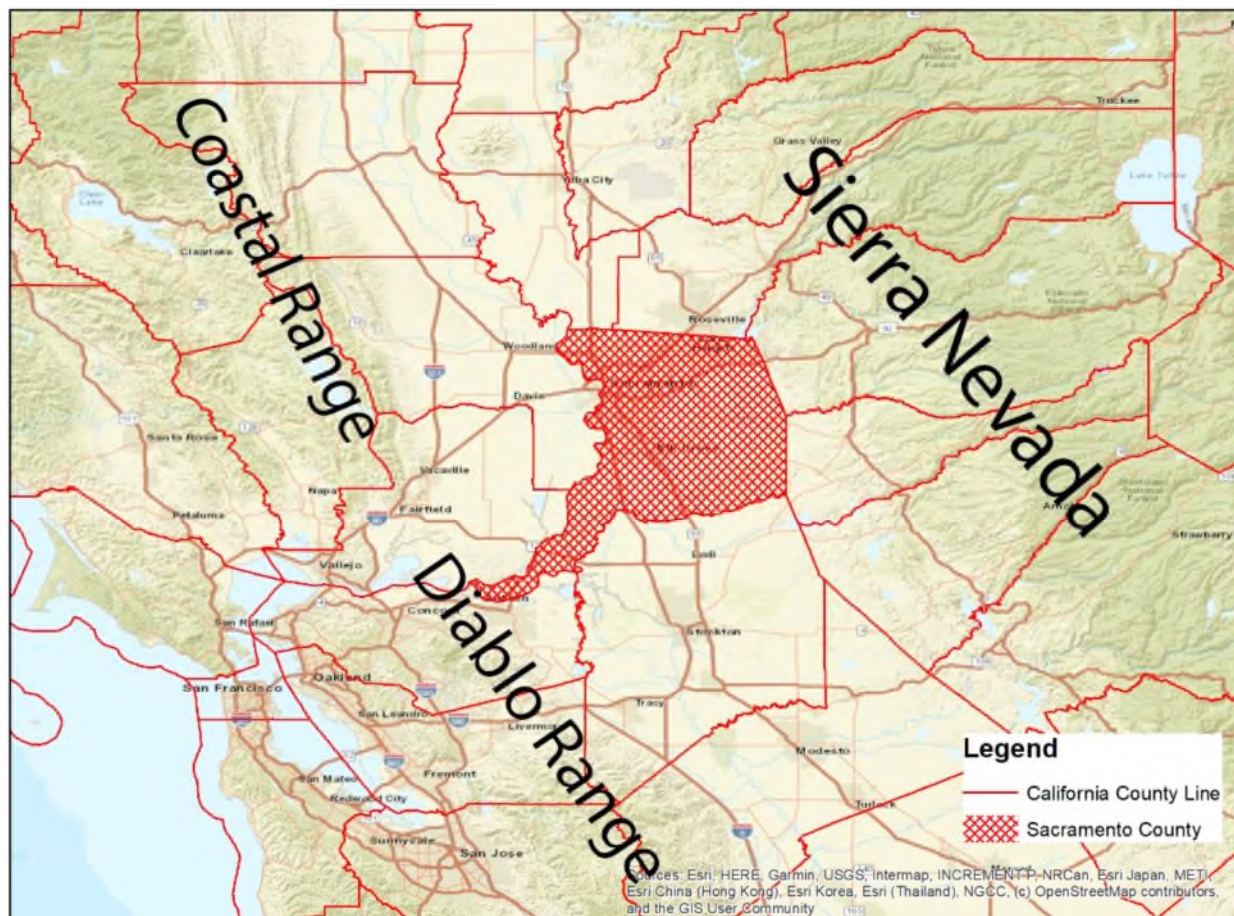 Coastal Range
Sierra Nevada
Diablo Range
Truckee
Grass Valley
Yuba City
Lake Tahoe
Clearlake
Roseville
Woodland
Davis
Santa Rosa
Vacaville
Napa
Fairfield
Petaluma
Vallejo
Lodi
Strawberry
Concord
San Rafael
Stockton
Oakland
San Francisco
San Leandro
Tracy
Livermore
Modesto
San Mateo
Fremont
Redwood City
Turlock
Sunnyvale
San Jose
Merced
Legend
California County Line
Sacramento County
Sources: Esri, HERE, Garmin, USGS, Intermap, INCREMENT P, NRCan, Esri Japan, METI,
Esri China (Hong Kong), Esri Korea, Esri (Thailand), NGCC, (c) OpenStreetMap contributors,
and the GIS User Community